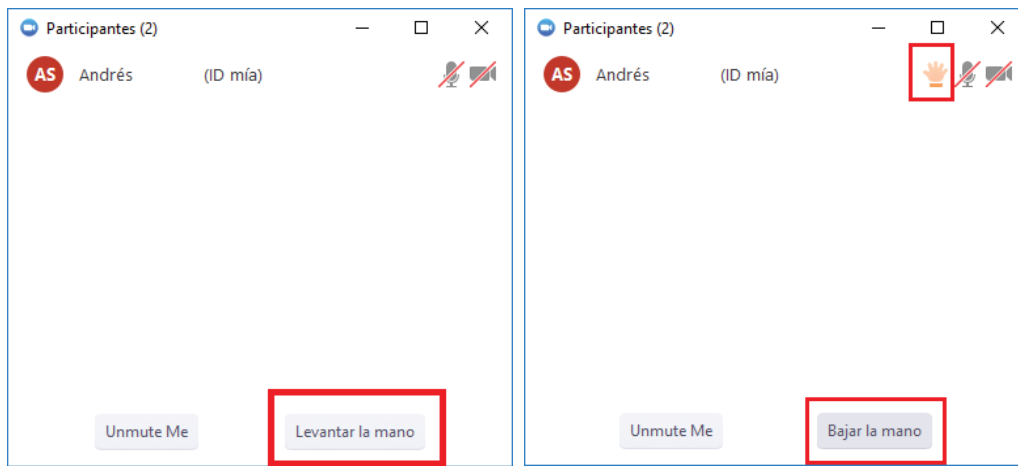 Participantes (2)
AS Andrés (ID mía)
Unmute Me Levantar la mano
Participantes (2)
AS Andrés (ID mía)
Unmute Me Bajar la mano